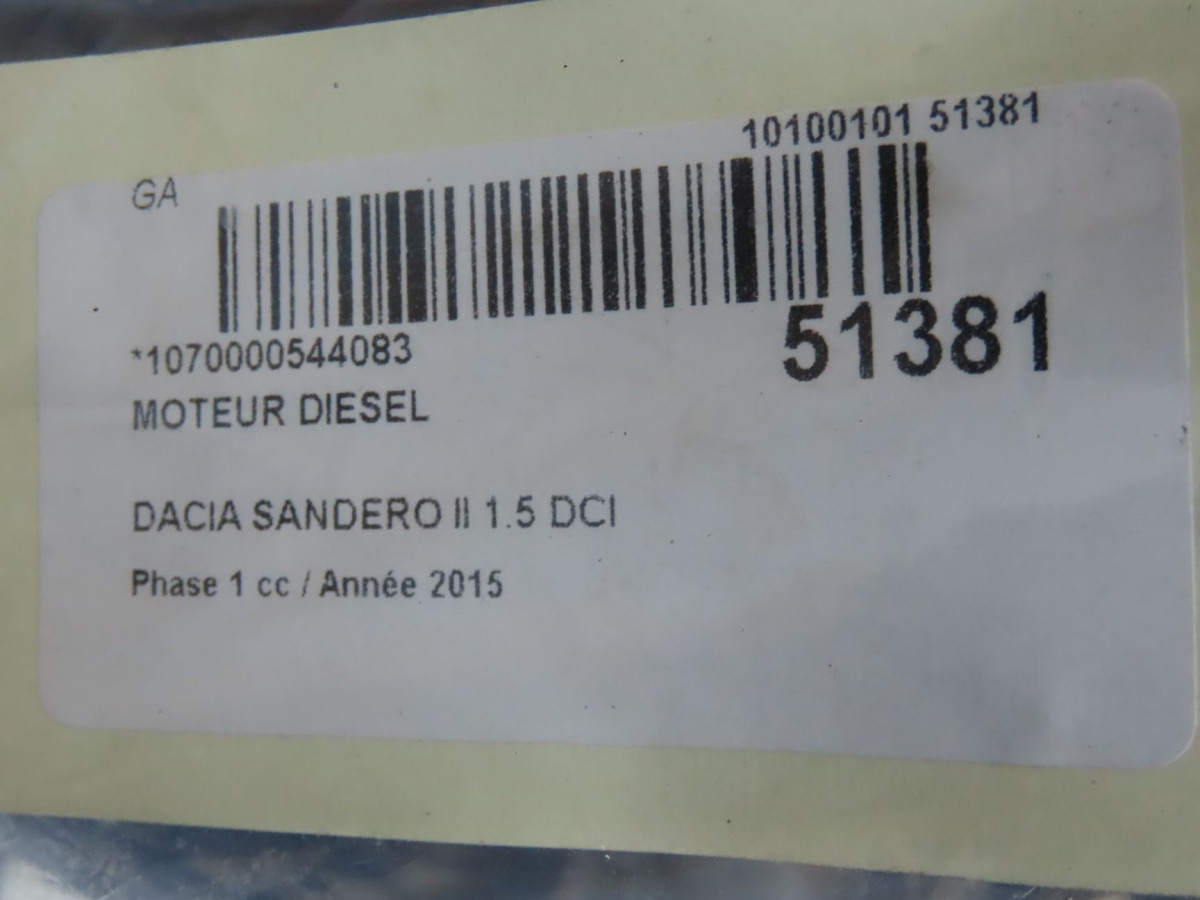 10100101 51381
GA
*1070000544083
51381
MOTEUR DIESEL
DACIA SANDERO II 1.5 DCI
Phase 1 cc / Année 2015